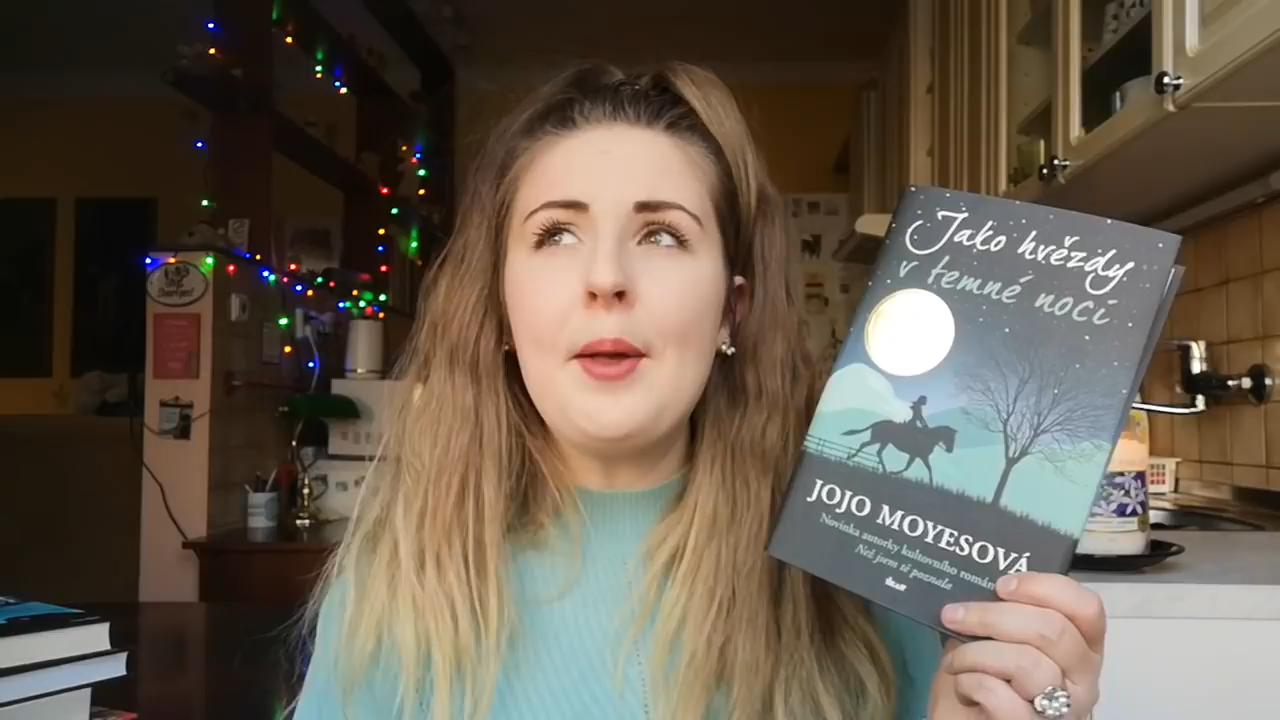 Jako hvězdy
v temné noci
JOJO MOYESOVÁ
Novinka autorky kultovního román
Než jsem tě poznala